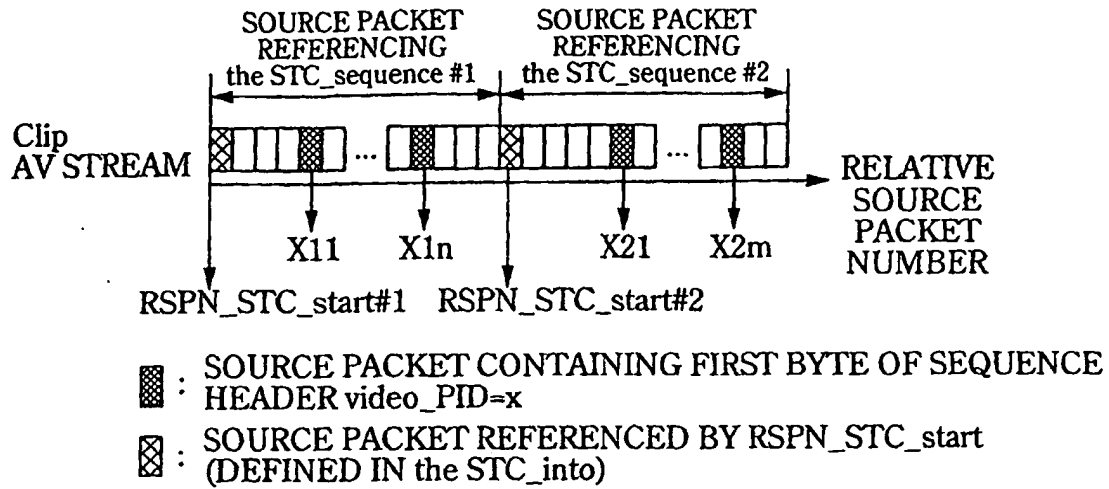 SOURCE PACKET
REFERENCING
the STC_sequence #1
SOURCE PACKET
REFERENCING
the STC_sequence #2
Clip
AV STREAM
...
...
RELATIVE
SOURCE
PACKET
NUMBER
X11
X1n
X21
X2m
RSPN_STC_start#1
RSPN_STC_start#2
: SOURCE PACKET CONTAINING FIRST BYTE OF SEQUENCE
HEADER video_PID=x
: SOURCE PACKET REFERENCED BY RSPN_STC_start
(DEFINED IN the STC_into)